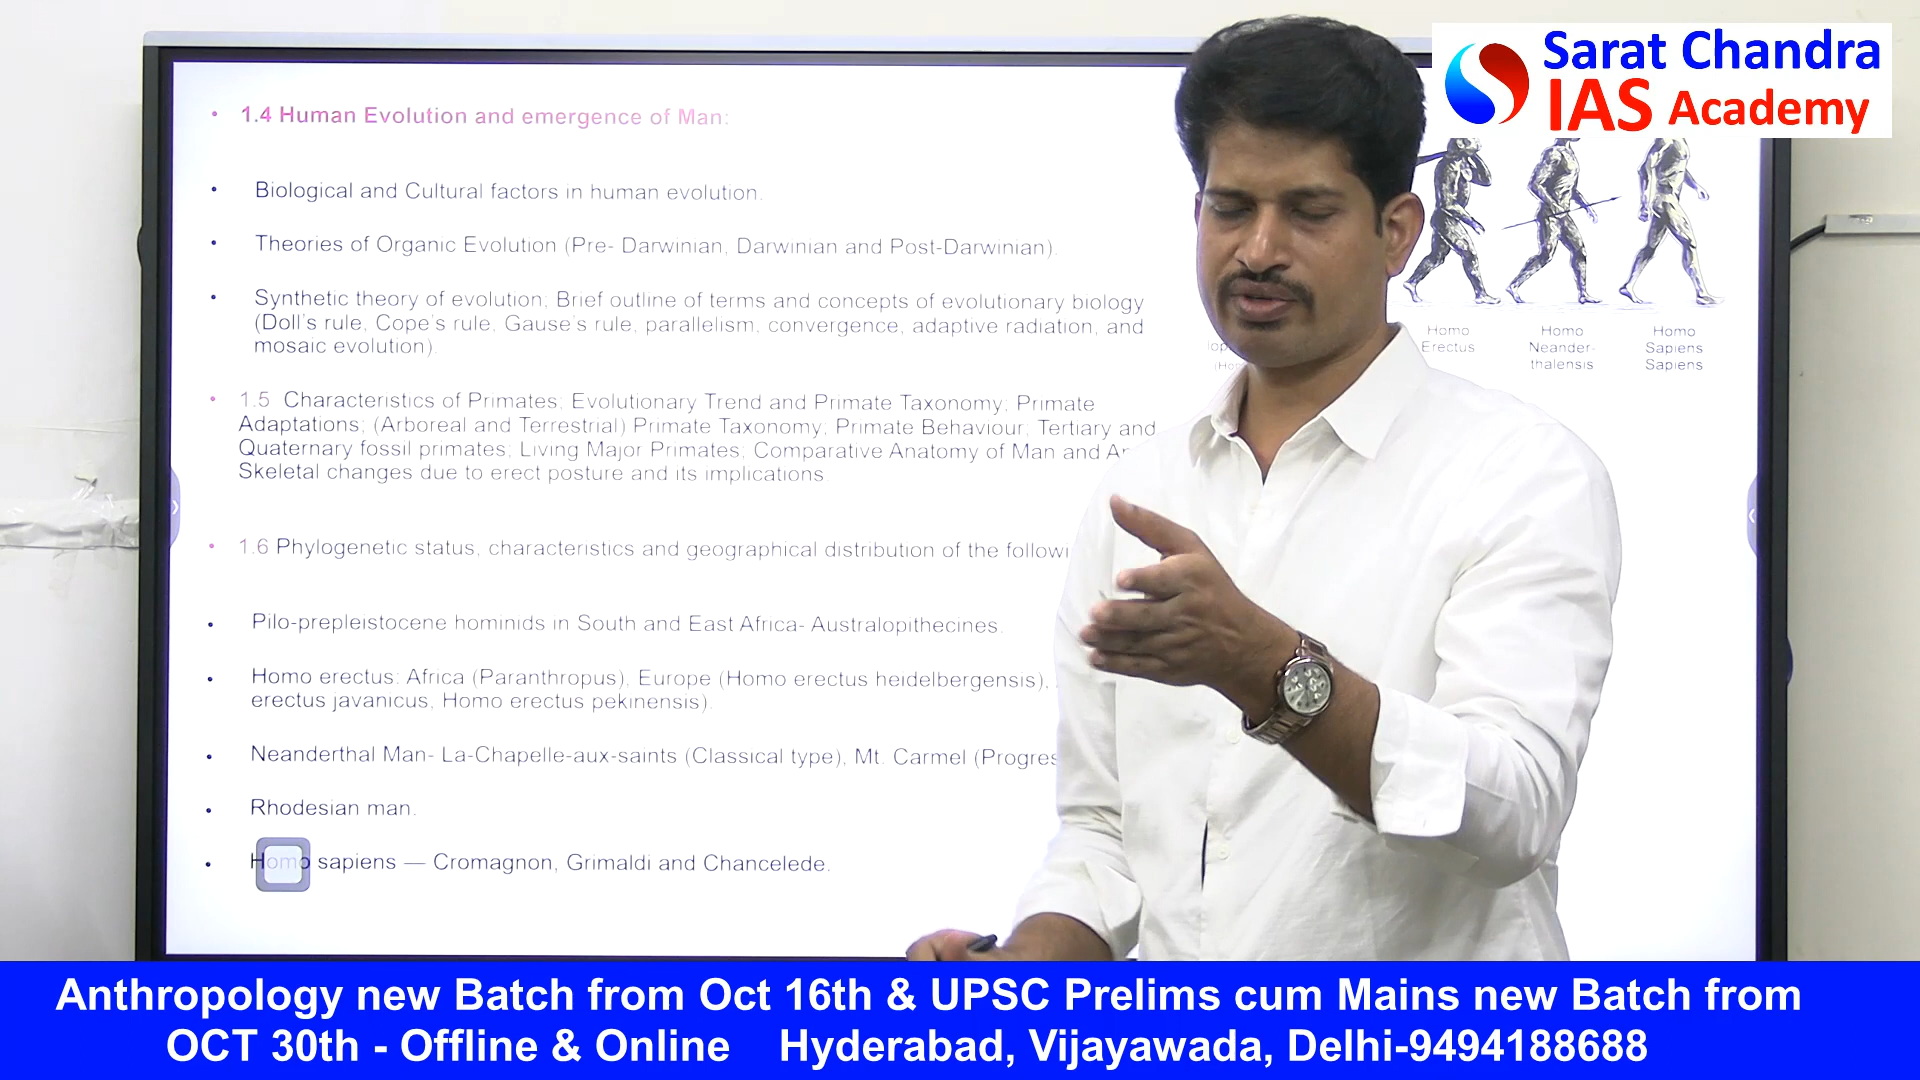 Sarat Chandra
IAS Academy
1.4 Human Evolution and emergence of Man:
Biological and Cultural factors in human evolution.
Theories of Organic Evolution (Pre- Darwinian, Darwinian and Post-Darwinian).
Synthetic theory of evolution; Brief outline of terms and concepts of evolutionary biology
(Doll's rule, Cope's rule, Gause's rule, parallelism, convergence, adaptive radiation, and
mosaic evolution).
1.5 Characteristics of Primates; Evolutionary Trend and Primate Taxonomy; Primate
Adaptations; (Arboreal and Terrestrial) Primate Taxonomy; Primate Behaviour; Tertiary and
Quaternary fossil primates; Living Major Primates; Comparative Anatomy of Man and
Skeletal changes due to erect posture and its implications.
1.6 Phylogenetic status, characteristics and geographical distribution of the
Pilo-prepleistocene hominids in South and East Africa- Australopithecines.
Homo erectus: Africa (Paranthropus), Europe (Homo erectus heidelbergensis),
erectus javanicus, Homo erectus pekinensis).
Neanderthal Man- La-Chapelle-aux-saints (Classical type), Mt. Carmel
Rhodesian man.
Homo sapiens — Cromagnon, Grimaldi and Chancelede.
Homo
Erectus
Homo
Neander-
thalensis
Homo
Sapiens
Sapiens
Anthropology new Batch from Oct 16th & UPSC Prelims cum Mains new Batch from
OCT 30th - Offline & Online Hyderabad, Vijayawada, Delhi-9494188688